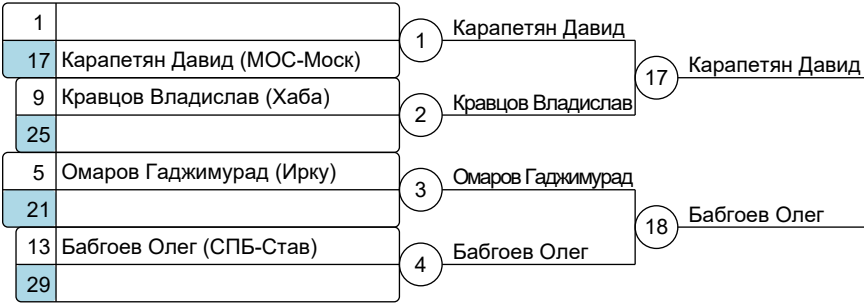 1
17 Карапетян Давид (МОС-Моск)
9 Кравцов Владислав (Хаба)
25
5 Омаров Гаджимурад (Ирку)
21
13 Бабгоев Олег (СПБ-Став)
29
1
2
3
4
Карапетян Давид
Кравцов Владислав
Омаров Гаджимурад
Бабгоев Олег
17
18
Карапетян Давид
Бабгоев Олег